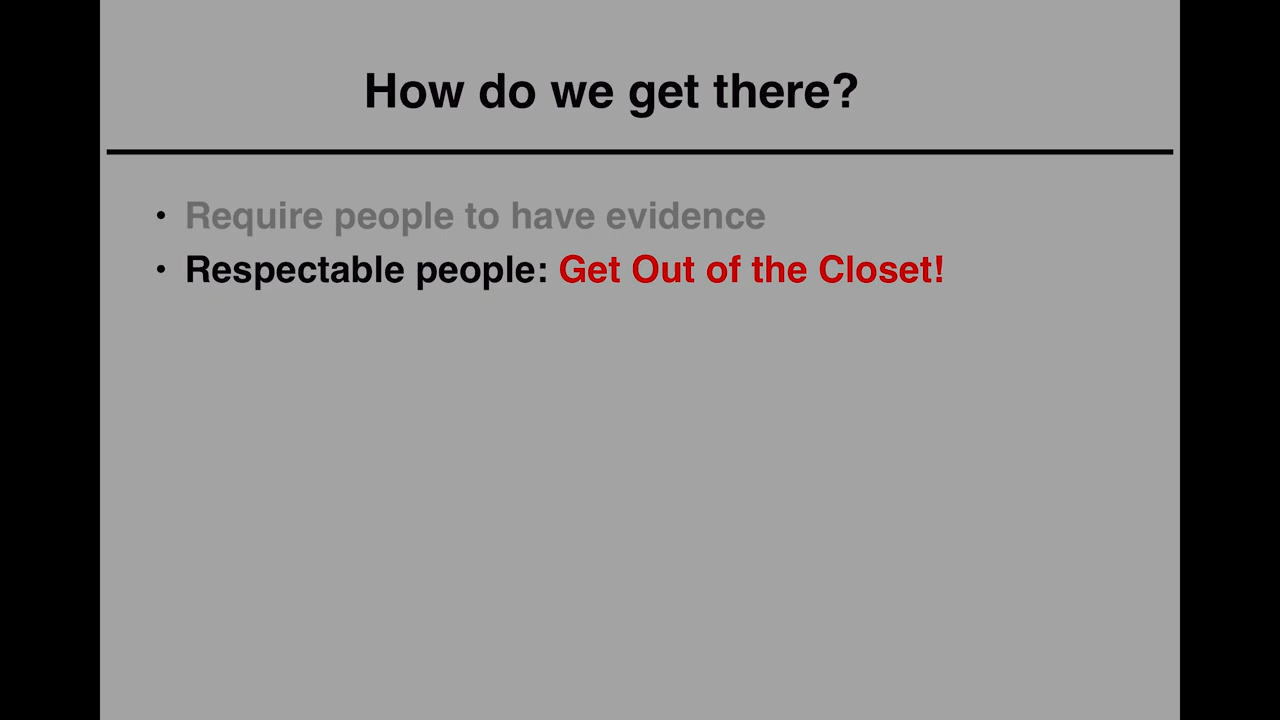 How do we get there?
• Require people to have evidence
• Respectable people: Get Out of the Closet!